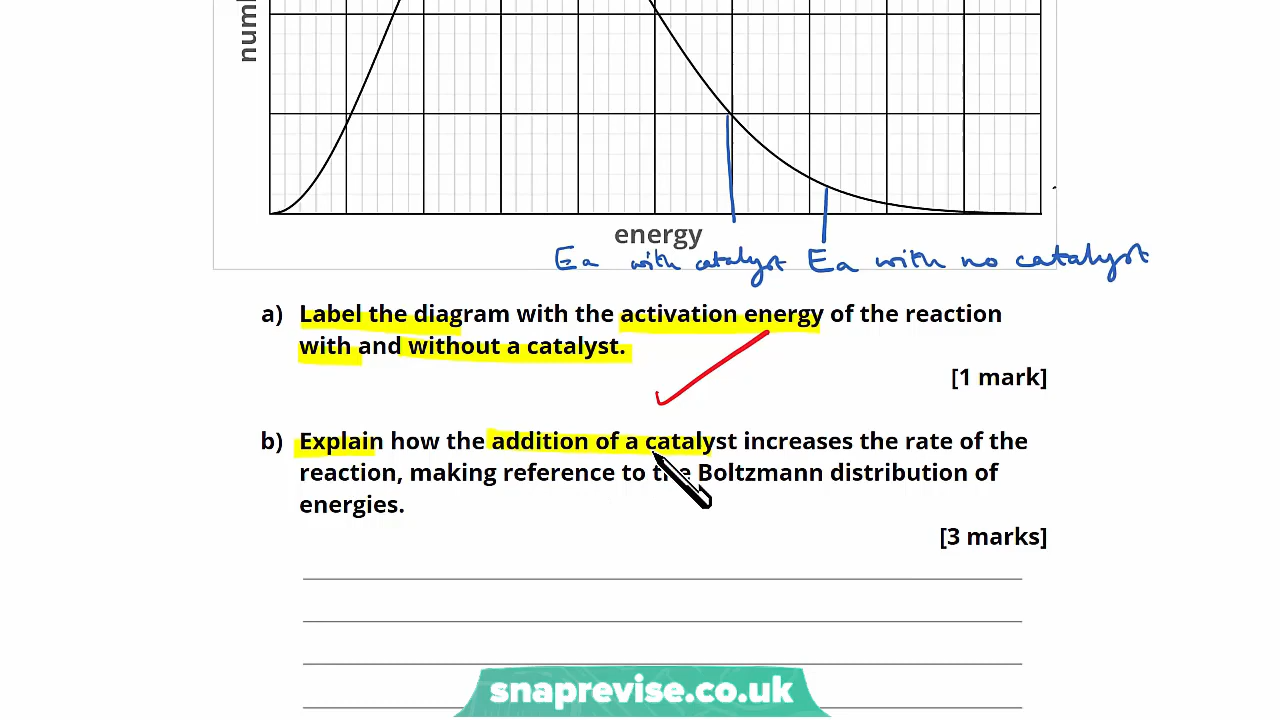 energy
Ea with catalyst Ea with no catalyst
a) Label the diagram with the activation energy of the reaction
with and without a catalyst.
[1 mark]
b) Explain how the addition of a catalyst increases the rate of the
reaction, making reference to the Boltzmann distribution of
energies.
[3 marks]
snaprevise.co.uk